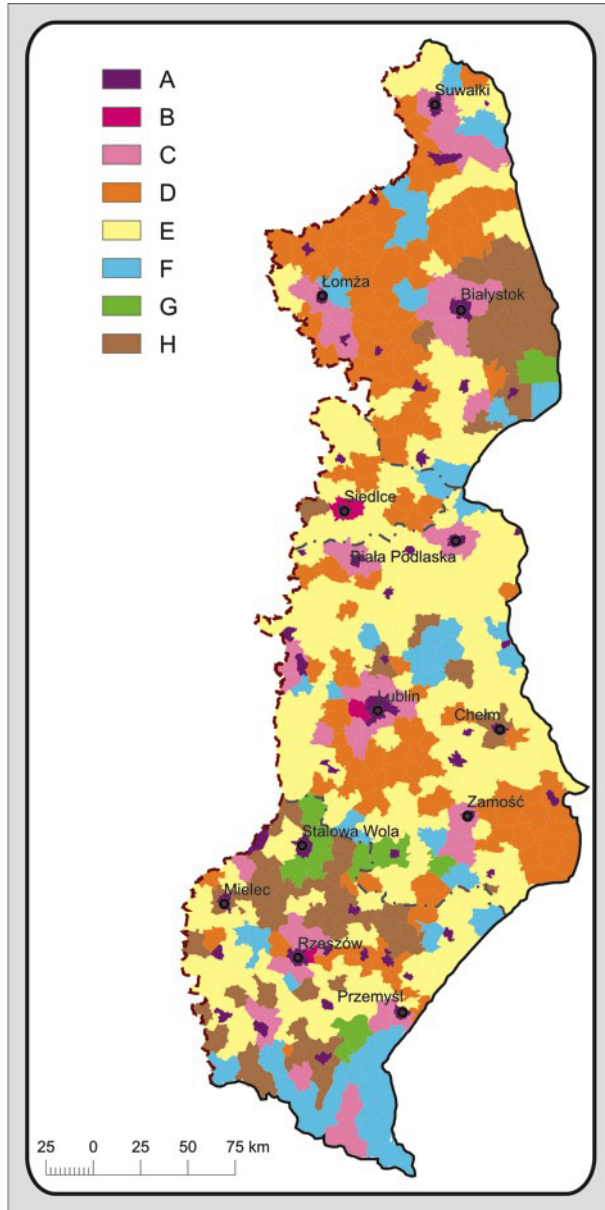 A
B
C
D
E
F
G
H
Suwałki
Łomża
Białystok
Siedlce
Biała Podlaska
Lublin
Chełm
Zamość
Stalowa Wola
Mielec
Rzeszów
Przemyśl
25 0 25 50 75 km